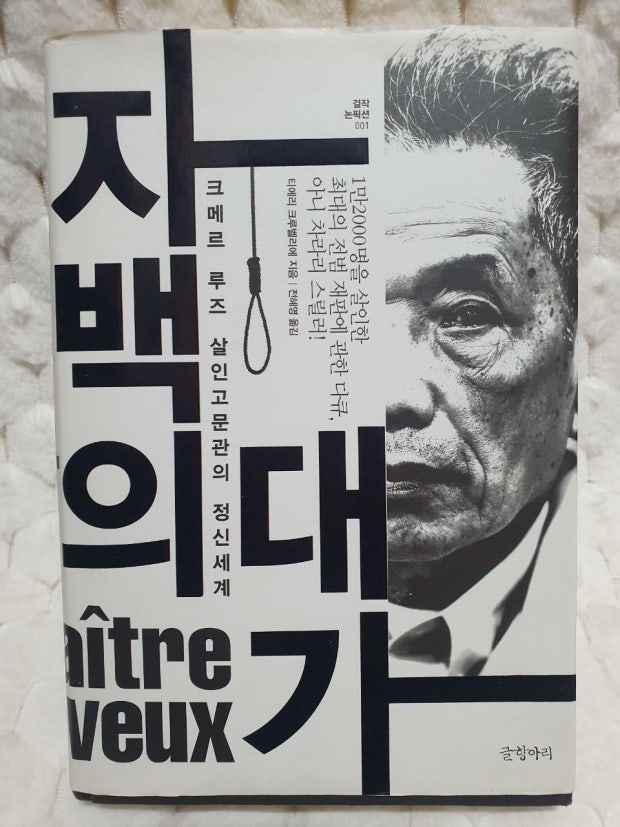 자백의
대가
크메르 루즈 살인고문관의 정신세계
걸작
논픽션
001
1만2000명을 살인한
최대의 전범 재판에 관한 다큐,
아니 차라리 스릴러!
티에리 크루벨리에 지음 | 전혜영 옮김
aître
veux
글항아리